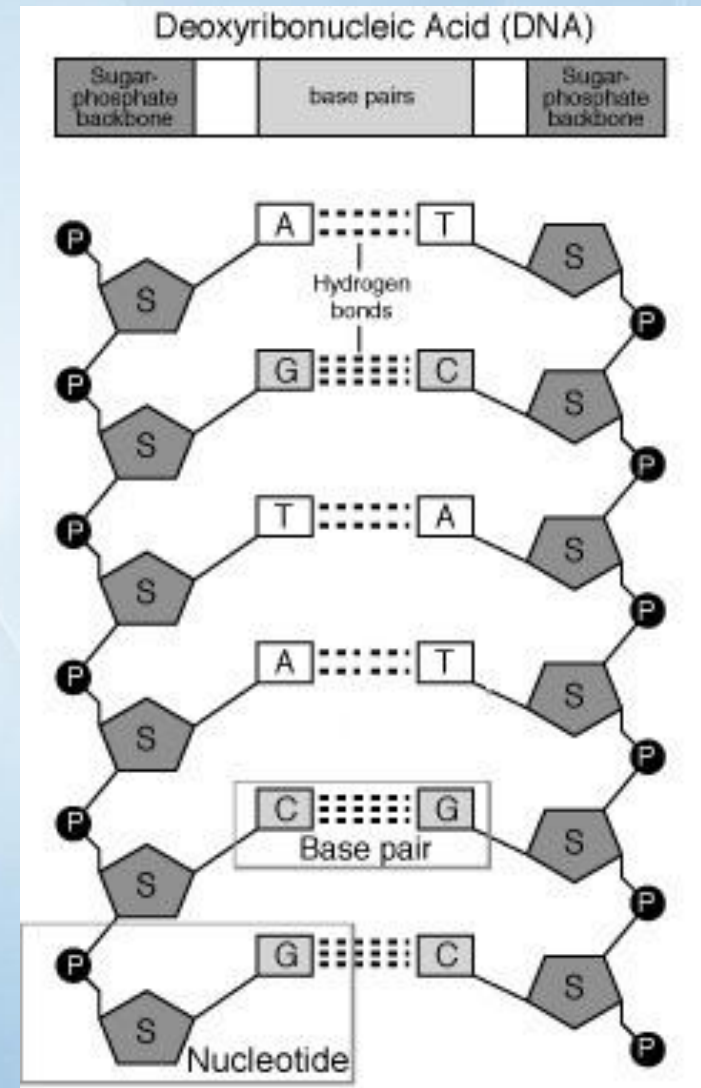 Deoxyribonucleic Acid (DNA)
Sugar-
phosphate
backbone
base pairs
Sugar-
phosphate
backbone
P A T S
S Hydrogen
bonds P
P G C S
S P
P T A S
S P
P A T S
S P
P C G S
Base pair
S P
P G C S
S P
Nucleotide